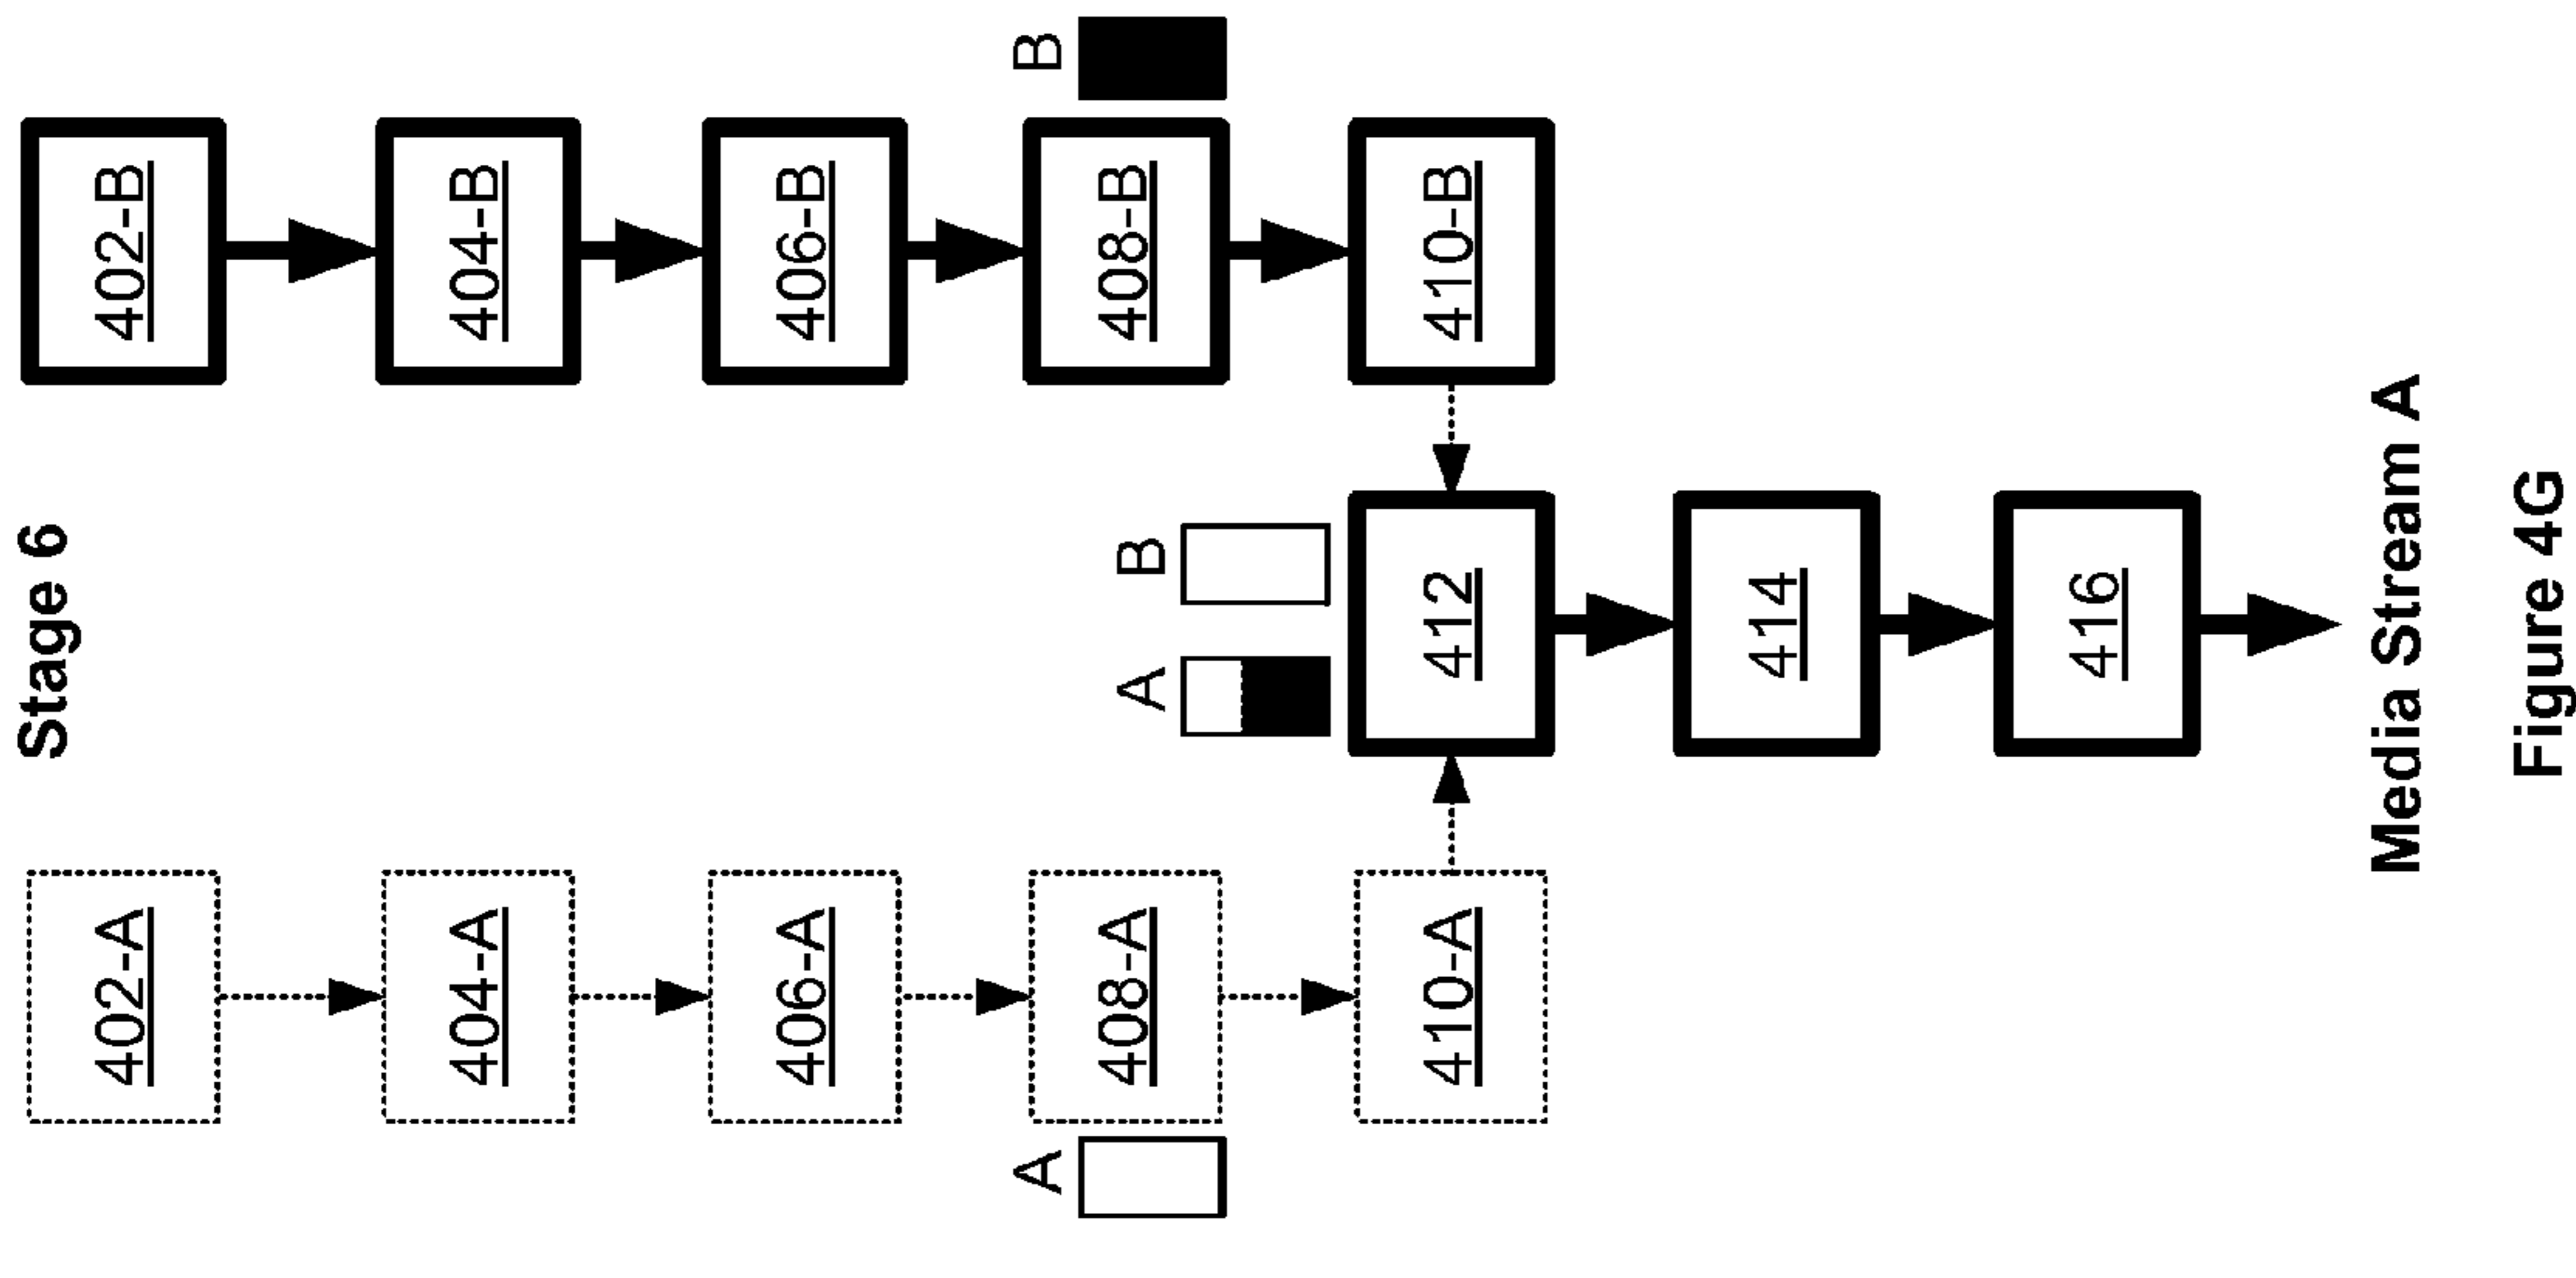 Stage 6
402-A
402-B
404-A
404-B
406-A
406-B
A
408-A
408-B
B
A
B
410-A
412
410-B
414
416
Media Stream A
Figure 4G